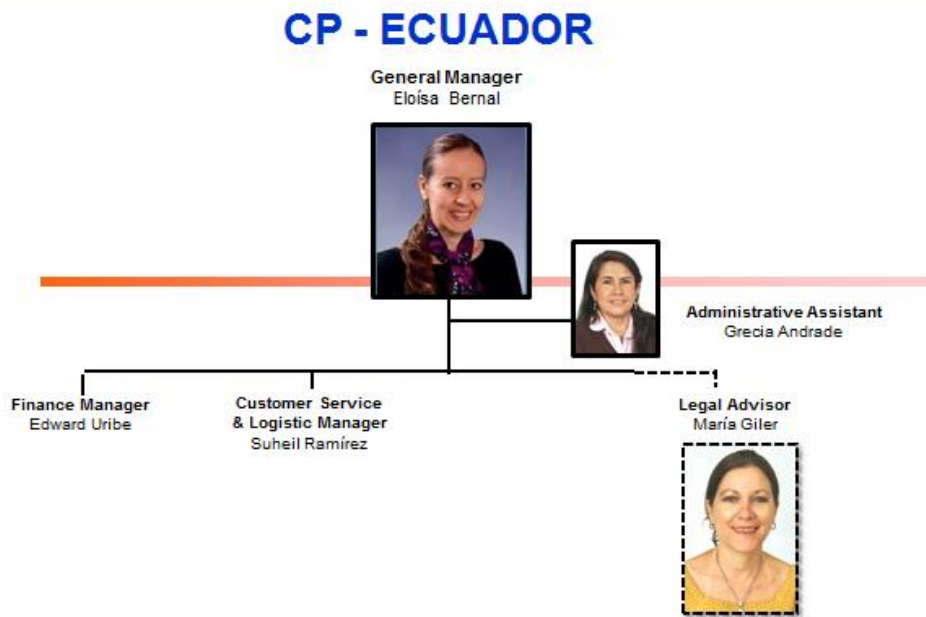 CP - ECUADOR
General Manager
Eloísa Bernal
Administrative Assistant
Grecia Andrade
Finance Manager
Edward Uribe
Customer Service
& Logistic Manager
Suheil Ramírez
Legal Advisor
María Giler